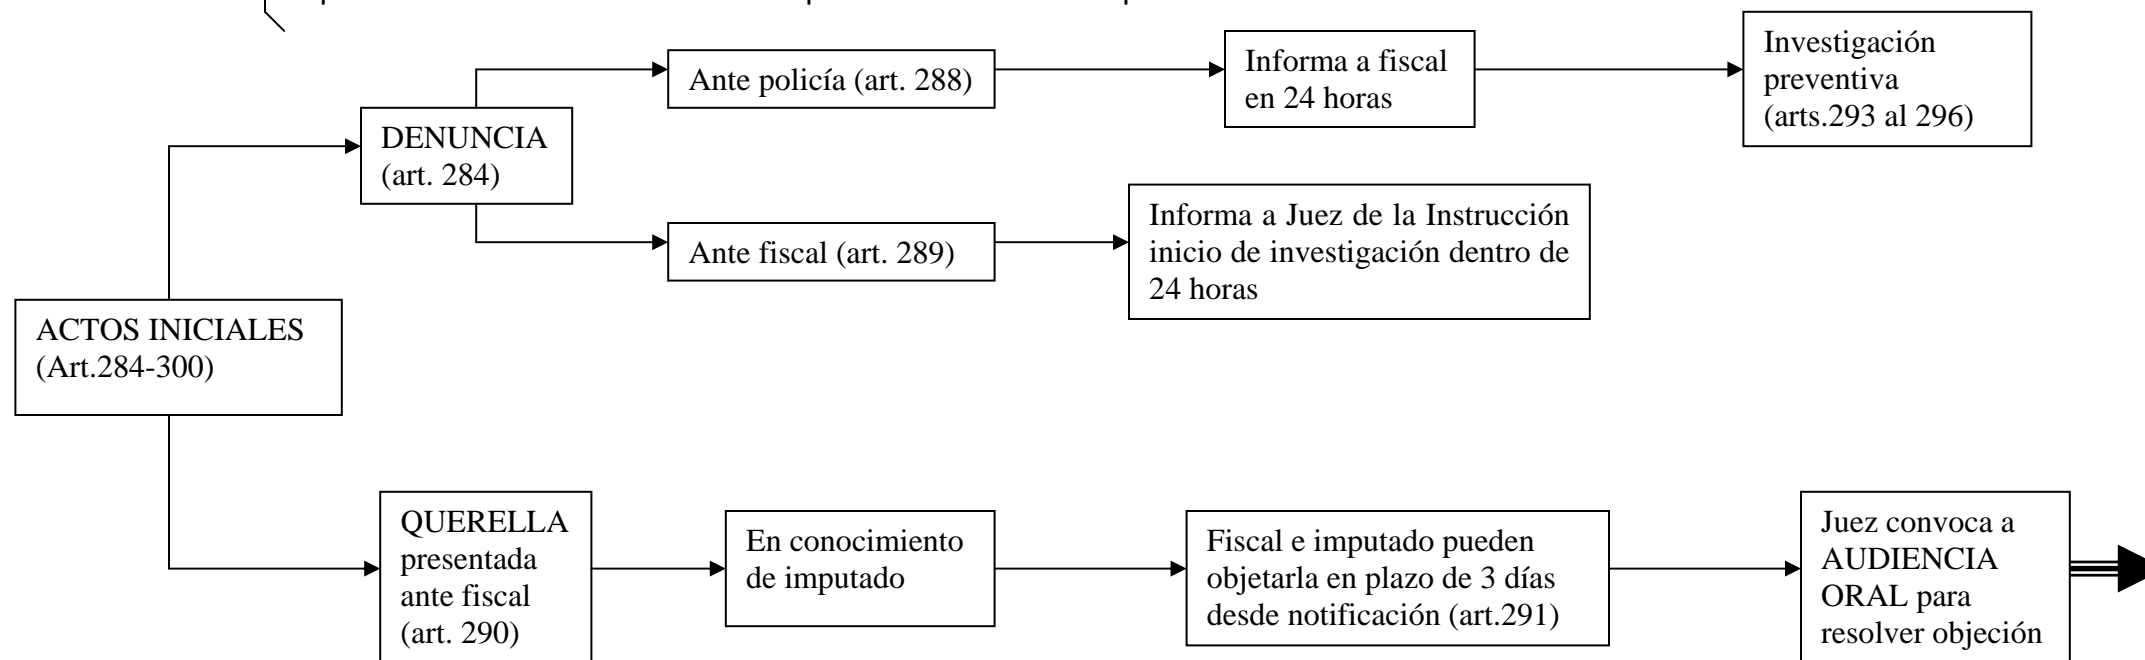 Ante policía (art. 288)
Informa a fiscal
en 24 horas
Investigación
preventiva
(arts.293 al 296)
DENUNCIA
(art. 284)
Ante fiscal (art. 289)
Informa a Juez de la Instrucción
inicio de investigación dentro de
24 horas
ACTOS INICIALES
(Art.284-300)
QUERELLA
presentada
ante fiscal
(art. 290)
En conocimiento
de imputado
Fiscal e imputado pueden
objetarla en plazo de 3 días
desde notificación (art.291)
Juez convoca a
AUDIENCIA
ORAL para
resolver objeción